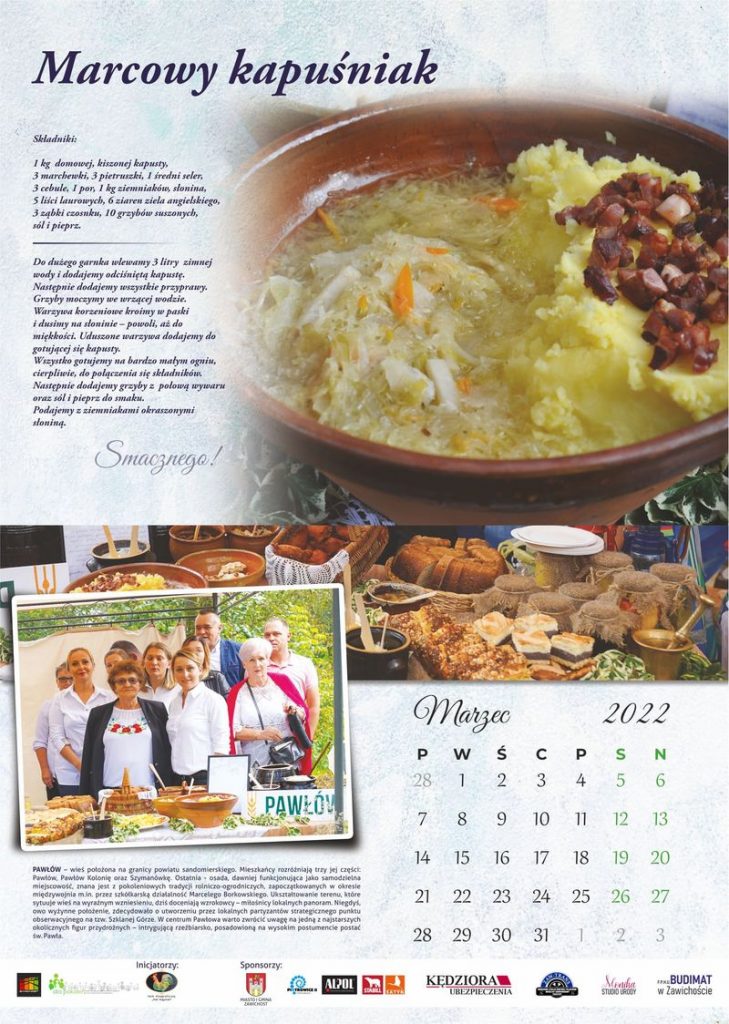 Marcowy kapuśniak
Składniki:
1 kg domowej, kiszonej kapusty,
3 marchewki, 3 pietruszki, 1 średni seler,
3 cebule, 1 por, 1 kg ziemniaków, słonina,
5 liści laurowych, 6 ziaren ziela angielskiego,
3 ząbki czosnku, 10 grzybów suszonych,
sól i pieprz.
Do dużego garnka wlewamy 3 litry zimnej
wody i dodajemy odciśniętą kapustę.
Następnie dodajemy wszystkie przyprawy.
Grzyby moczymy we wrzącej wodzie.
Warzywa korzeniowe kroimy w paski
i dusimy na słoninie – powoli, aż do
miękkości. Uduszone warzywa dodajemy do
gotującej się kapusty.
Wszystko gotujemy na bardzo małym ogniu,
cierpliwie, do połączenia się składników.
Następnie dodajemy grzyby z połową wywaru
oraz sól i pieprz do smaku.
Podajemy z ziemniakami okraszonymi
słoniną.
Smacznego!
PAWŁÓW
Marzec 2022
P W Ś C P S N
28 1 2 3 4 5 6
7 8 9 10 11 12 13
14 15 16 17 18 19 20
21 22 23 24 25 26 27
28 29 30 31 1 2 3
PAWŁÓW – wieś położona na granicy powiatu sandomierskiego. Mieszkańcy rozróżniają trzy jej części:
Pawłów, Pawłów Kolonię oraz Szymanówkę. Ostatnia - osada, dawniej funkcjonująca jako samodzielna
miejscowość, znana jest z pokoleniowych tradycji rolniczo-ogrodniczych, zapoczątkowanych w okresie
międzywojnia m.in. przez szkółkarską działalność Marcelego Borkowskiego. Ukształtowanie terenu, które
sytuuje wieś na wyraźnym wzniesieniu, dziś doceniają wzrokowcy – miłośnicy lokalnych panoram. Niegdyś,
owo wyżynne położenie, zdecydowało o utworzeniu przez lokalnych partyzantów strategicznego punktu
obserwacyjnego na tzw. Szklanej Górze. W centrum Pawłowa warto zwrócić uwagę na jedną z najstarszych
okolicznych figur przydrożnych – intrygującą rzeźbiarsko, posadowioną na wysokim postumencie postać
św. Pawła.
Inicjatorzy:
Sponsorzy:
MIASTO I GMINA
ZAWICHOST
PIOTROWICE II
ALPOL
STABILL
SKTYK
KĘDZIORA
UBEZPIECZENIA
Monika
STUDIO URODY
FPHU BUDIMAT
w Zawichoście